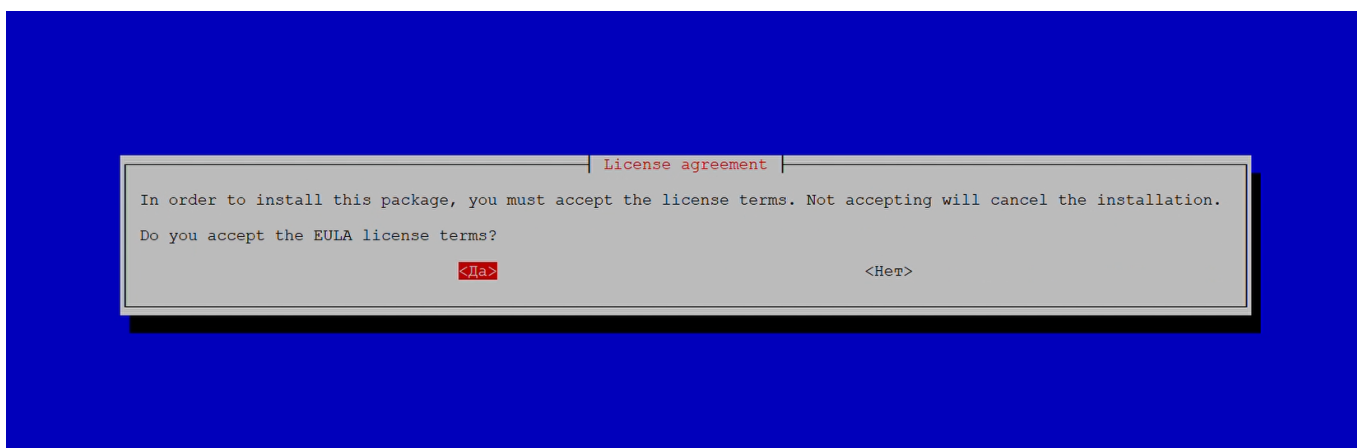 License agreement
In order to install this package, you must accept the license terms. Not accepting will cancel the installation.
Do you accept the EULA license terms?
<Да> <Нет>